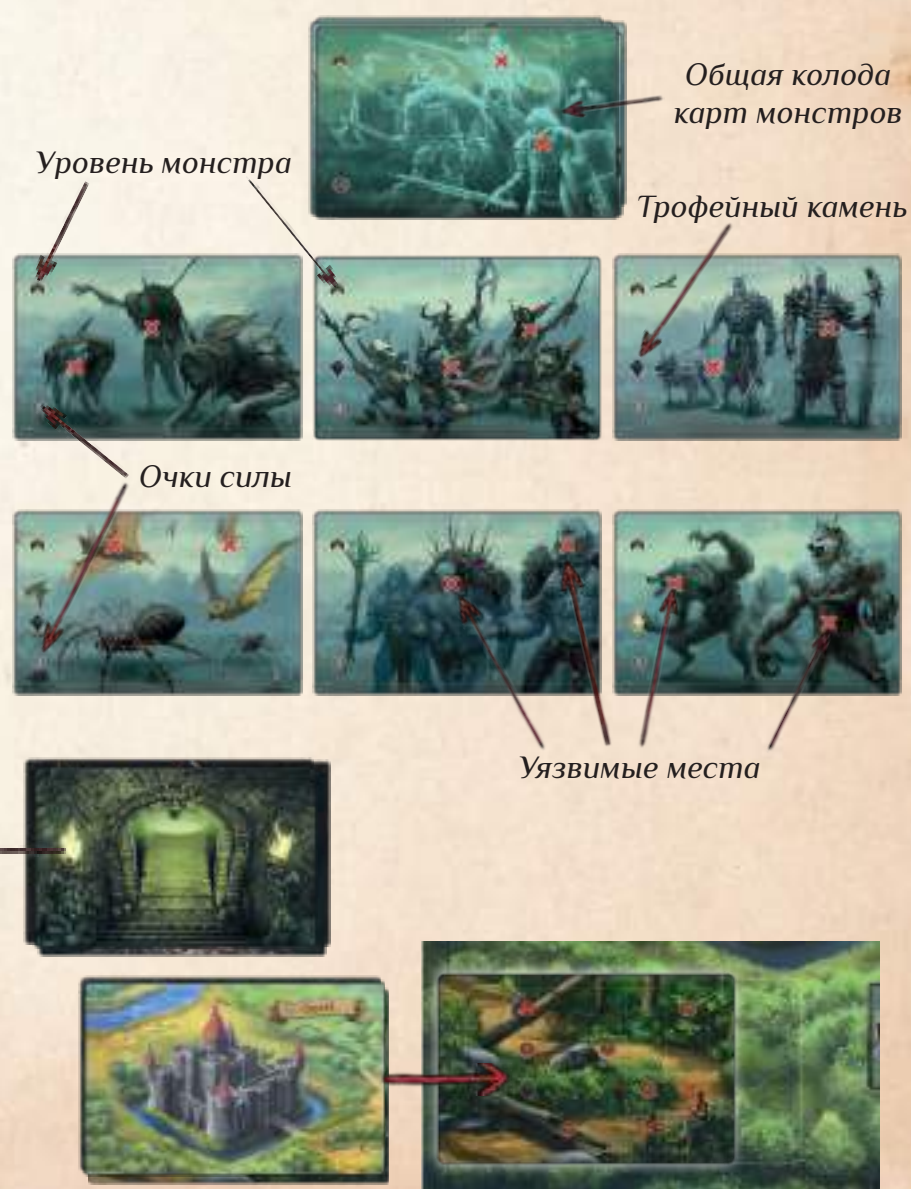 Общая колода
карт монстров
Уровень монстра
Трофейный камень
Очки силы
Уязвимые места